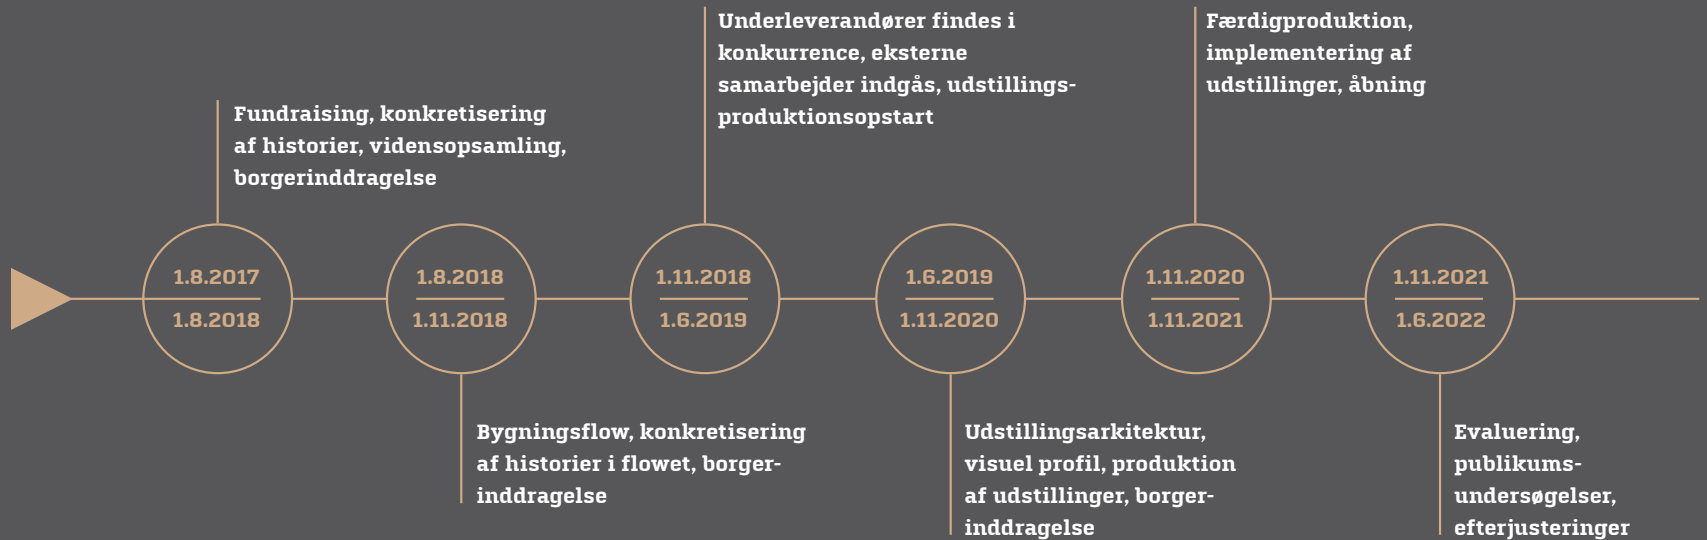 Underleverandører findes i
konkurrence, eksterne
samarbejder indgås, udstillings-
produktionsopstart
Færdigproduktion,
implementering af
udstillinger, åbning
Fundraising, konkretisering
af historier, vidensopsamling,
borgerinddragelse
1.8.2017
1.8.2018
1.8.2018
1.11.2018
1.11.2018
1.6.2019
1.6.2019
1.11.2020
1.11.2020
1.11.2021
1.11.2021
1.6.2022
Bygningsflow, konkretisering
af historier i flowet, borger-
inddragelse
Udstillingsarkitektur,
visuel profil, produktion
af udstillinger, borger-
inddragelse
Evaluering,
publikums-
undersøgelser,
efterjusteringer